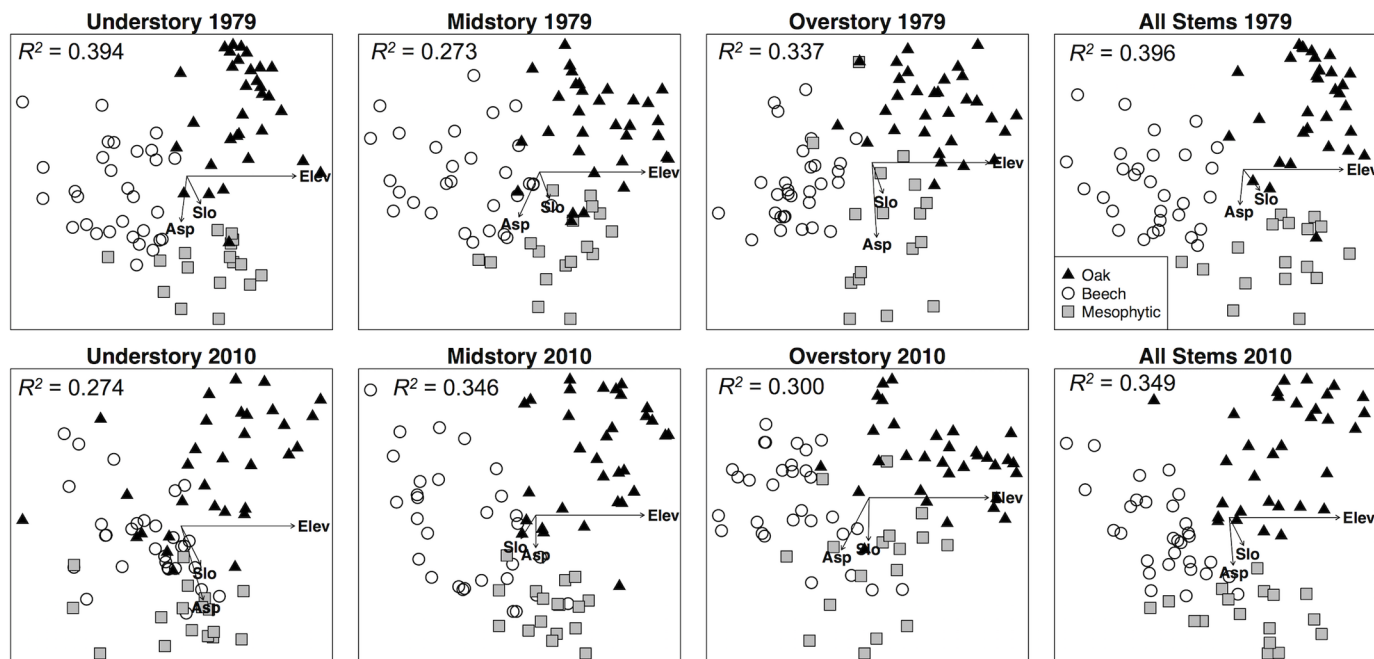 Understory 1979
R² = 0.394
Elev
Slo
Asp
Midstory 1979
R² = 0.273
Elev
Slo
Asp
Overstory 1979
R² = 0.337
Elev
Slo
Asp
All Stems 1979
R² = 0.396
Elev
Slo
Asp
Oak
Beech
Mesophytic
Understory 2010
R² = 0.274
Elev
Slo
Asp
Midstory 2010
R² = 0.346
Elev
Slo
Asp
Overstory 2010
R² = 0.300
Elev
Slo
Asp
All Stems 2010
R² = 0.349
Elev
Slo
Asp